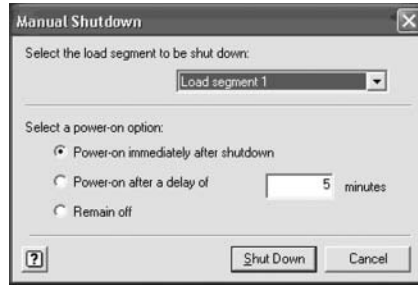 Manual Shutdown
Select the load segment to be shut down:
Load segment 1
Select a power-on option:
Power-on immediately after shutdown
Power-on after a delay of 5 minutes
Remain off
? Shut Down Cancel